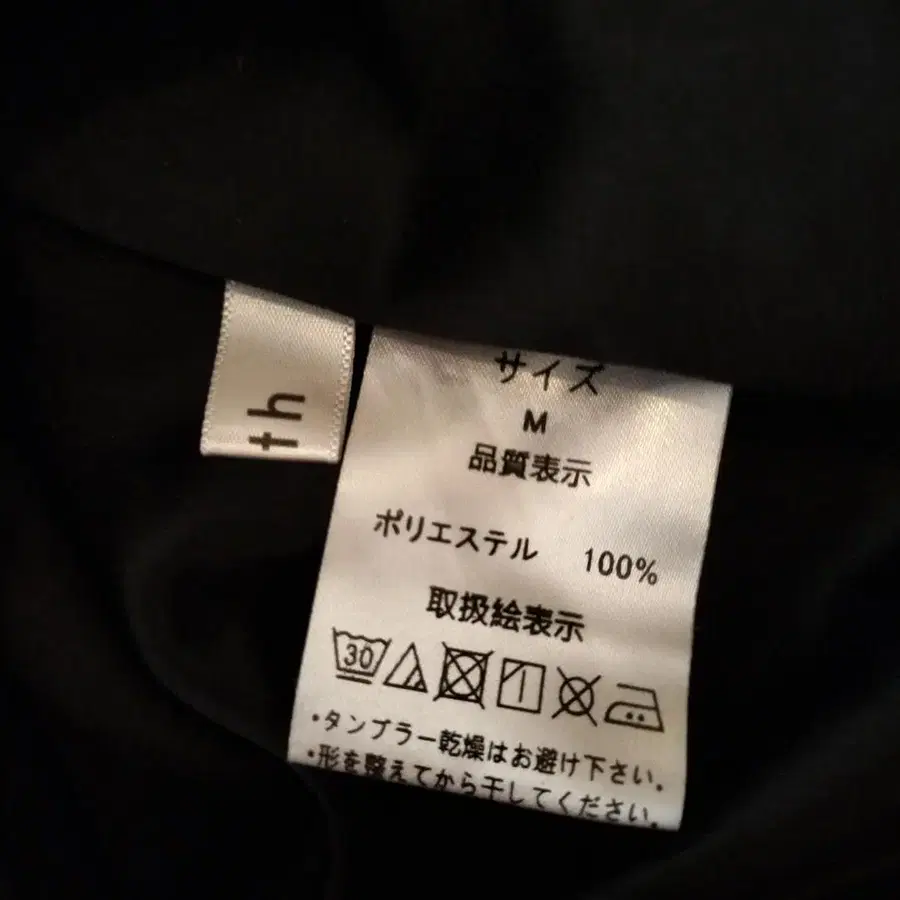 th
サイズ
M
品質表示
ポリエステル 100%
取扱絵表示
30
・タンブラー乾燥はお避け下さい。
・形を整えてから干してください。